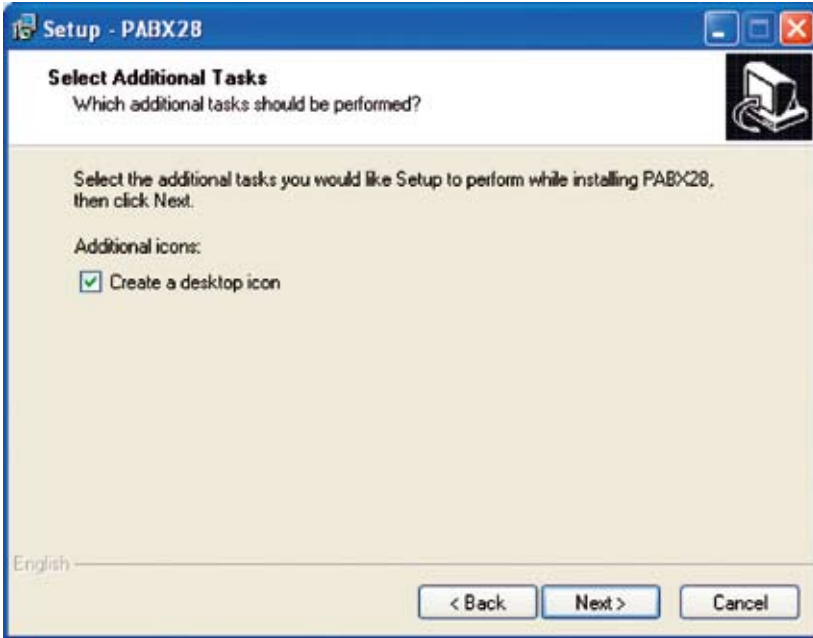 Setup - PABX28
Select Additional Tasks
Which additional tasks should be performed?
Select the additional tasks you would like Setup to perform while installing PABX28,
then click Next.
Additional icons:
Create a desktop icon
English
< Back
Next >
Cancel